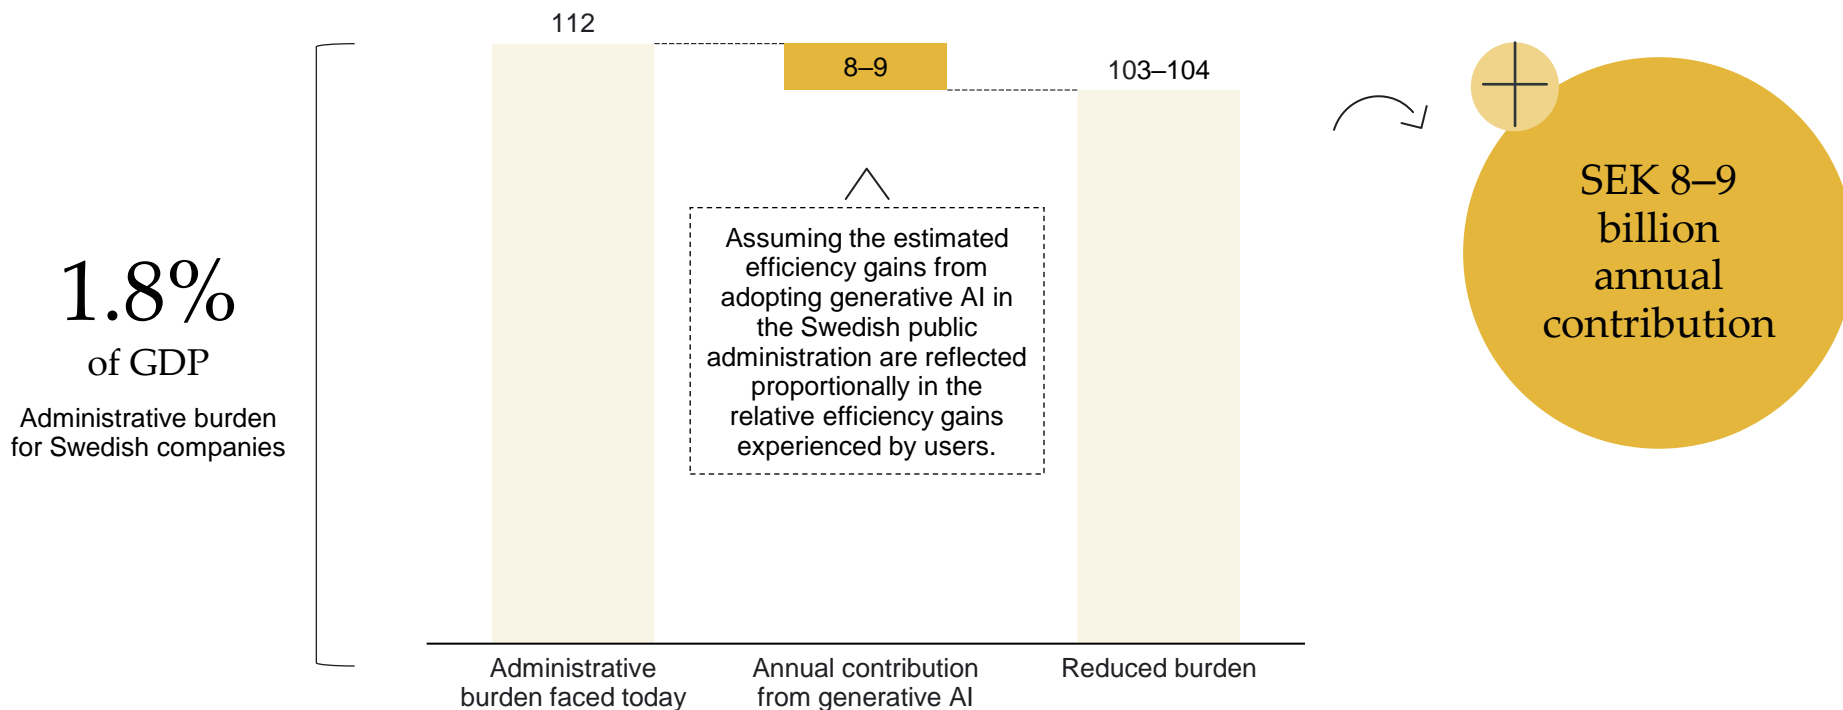 1.8%
of GDP
Administrative burden
for Swedish companies
112
8–9
103–104
Assuming the estimated
efficiency gains from
adopting generative AI in
the Swedish public
administration are reflected
proportionally in the
relative efficiency gains
experienced by users.
Administrative
burden faced today
Annual contribution
from generative AI
Reduced burden
SEK 8–9
billion
annual
contribution